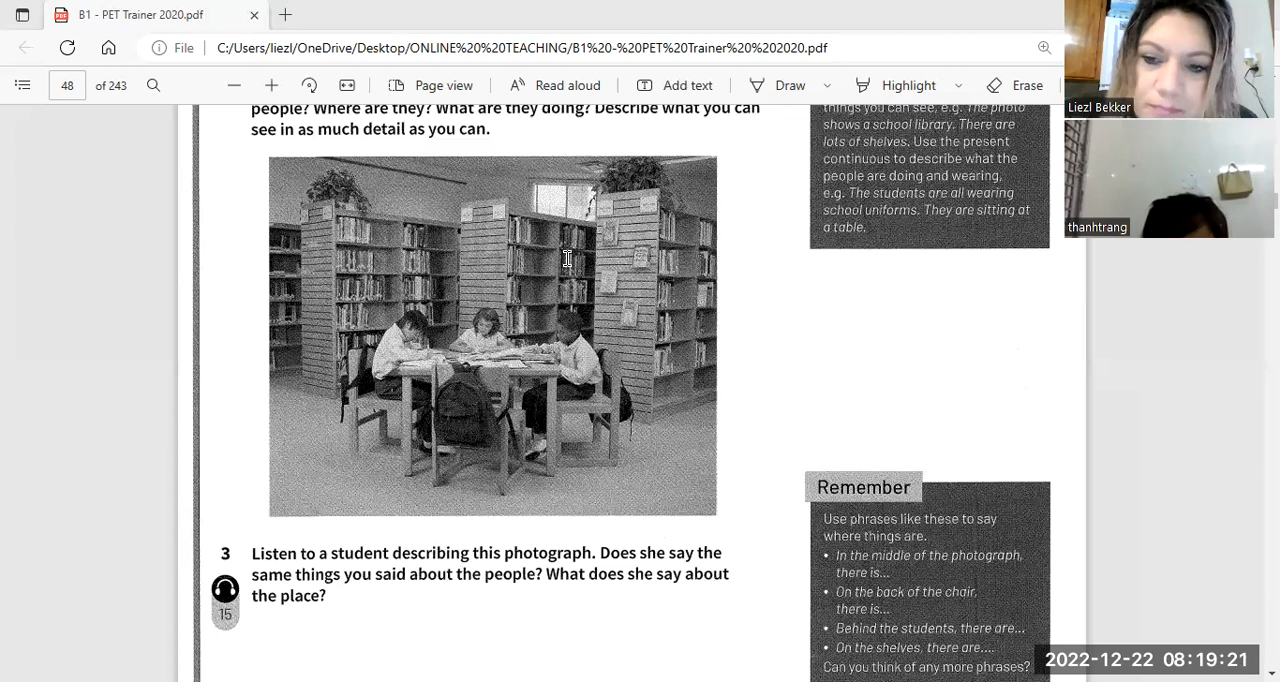 B1 - PET Trainer 2020.pdf
File
C:/Users/liezl/OneDrive/Desktop/ONLINE%20%20TEACHING/B1%20-%20PET%20Trainer%20%202020.pdf
48
of 243
Page view
Read aloud
Add text
Draw
Highlight
Erase
Liezl Bekker
thanhtrang
people? Where are they? What are they doing? Describe what you can
see in as much detail as you can.
things you can see, e.g. The photo
shows a school library. There are
lots of shelves. Use the present
continuous to describe what the
people are doing and wearing,
e.g. The students are all wearing
school uniforms. They are sitting at
a table.
3
Listen to a student describing this photograph. Does she say the
same things you said about the people? What does she say about
the place?
15
Remember
Use phrases like these to say
where things are.
• In the middle of the photograph,
there is...
• On the back of the chair,
there is...
• Behind the students, there are...
• On the shelves, there are....
Can you think of any more phrases?
2022-12-22 08:19:21